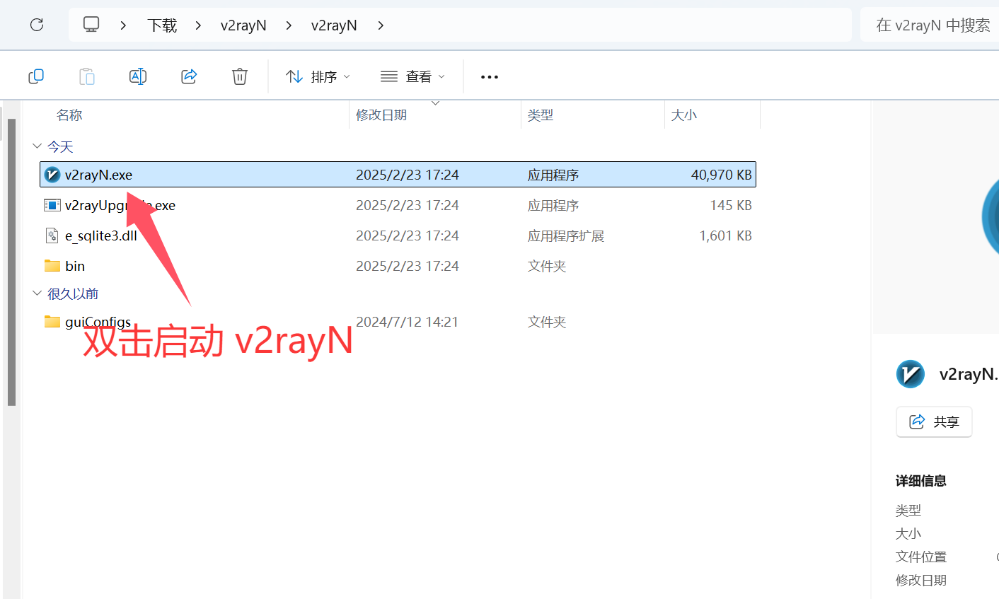 下载 v2rayN v2rayN 在 v2rayN 中搜索
排序 查看
名称 修改日期 类型 大小
今天
v2rayN.exe 2025/2/23 17:24 应用程序 40,970 KB
2025/2/23 17:24 应用程序 145 KB
e_sqlite3.dll 2025/2/23 17:24 应用程序扩展 1,601 KB
bin 2025/2/23 17:24 文件夹
很久以前
guiConfigs 2024/7/12 14:21 文件夹
双击启动 v2rayN
v2rayN.
共享
详细信息
类型
大小
文件位置
修改日期